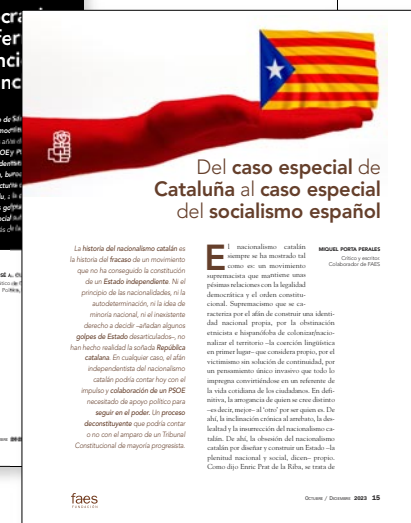 Del caso especial de
Cataluña al caso especial
del socialismo español
La historia del nacionalismo catalán es
la historia del fracaso de un movimiento
que no ha conseguido la constitución
de un Estado independiente. Ni el
principio de las nacionalidades, ni la
autodeterminación, ni la idea de
minoría nacional, ni el inexistente
derecho a decidir –añadan algunos
golpes de Estado desarticulados–, no
han hecho realidad la soñada República
catalana. En cualquier caso, el afán
independentista del nacionalismo
catalán podría contar hoy con el
impulso y colaboración de un PSOE
necesitado de apoyo político para
seguir en el poder. Un proceso
deconstituyente que podría contar
o no con el amparo de un Tribunal
Constitucional de mayoría progresista.
El nacionalismo catalán
siempre se ha mostrado tal
como es: un movimiento
supremacista que mantiene unas
pésimas relaciones con la legalidad
democrática y el orden constitu-
cional. Supremacismo que se ca-
racteriza por el afán de construir una identi-
dad nacional propia, por la obstinación
etnicista e hispanófoba de colonizar/nacio-
nalizar el territorio –la coerción lingüística
en primer lugar– que considera propio, por el
victimismo sin solución de continuidad, por
un pensamiento único invasivo que todo lo
impregna convirtiéndose en un referente de
la vida cotidiana de los ciudadanos. En defi-
nitiva, la arrogancia de quien se cree distinto
–es decir, mejor– al ‘otro’ por ser quien es. De
ahí, la inclinación crónica al arrebato, la des-
lealtad y la insurrección del nacionalismo ca-
talán. De ahí, la obsesión del nacionalismo
catalán por diseñar y construir un Estado –la
plenitud nacional y social, dicen– propio.
Como dijo Enric Prat de la Riba, se trata de
MIQUEL PORTA PERALES
Crítico y escritor
Colaborador de FAES
faes
FUNDACIÓN
OCTUBRE / DICIEMBRE 2023 15